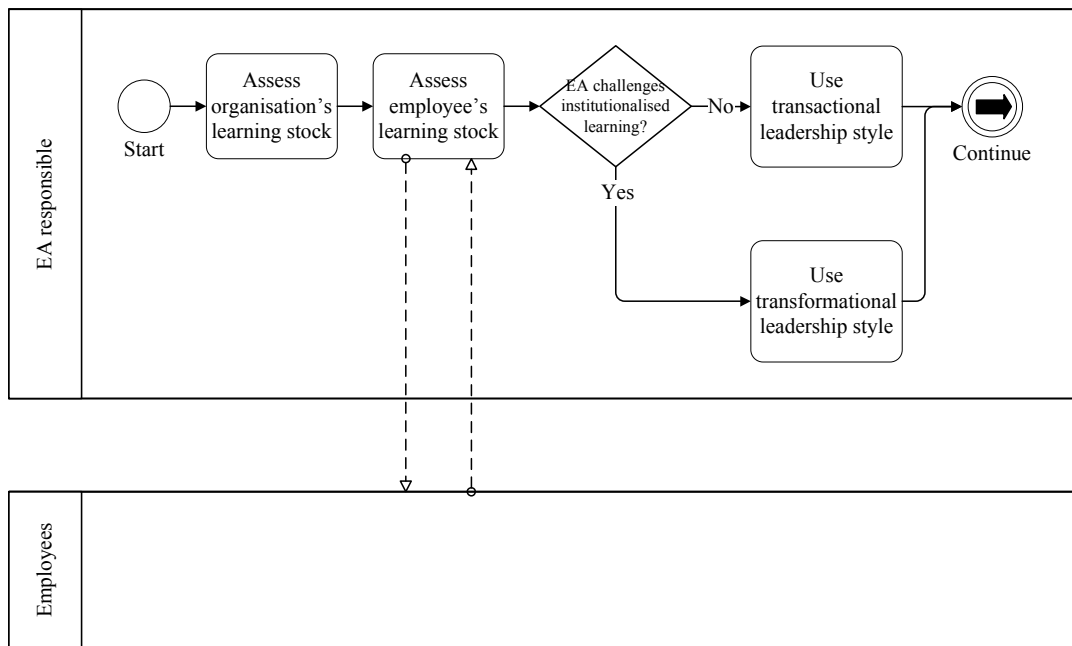 EA responsible
Start
Assess
organisation’s
learning stock
Assess
employee’s
learning stock
EA challenges
institutionalised
learning?
No
Yes
Use
transactional
leadership style
Continue
Use
transformational
leadership style
Employees